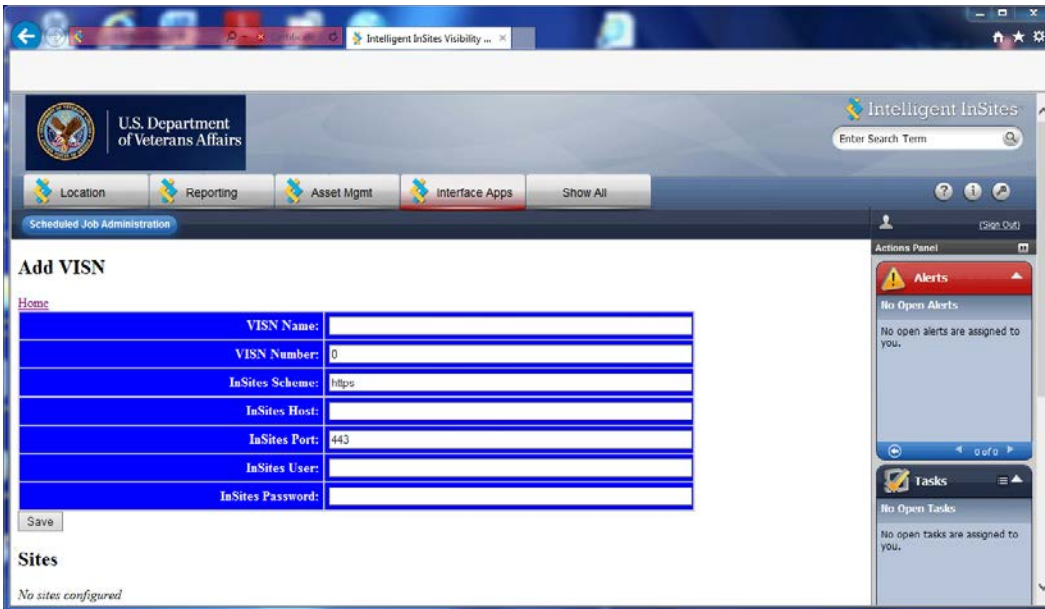 Certificate
Intelligent InSites Visibility ...
U.S. Department
of Veterans Affairs
Intelligent InSites
Enter Search Term
Location
Reporting
Asset Mgmt
Interface Apps
Show All
Scheduled Job Administration
(Sign Out)
Actions Panel
Add VISN
Home
VISN Name:
VISN Number: 0
InSites Scheme: https
InSites Host:
InSites Port: 443
InSites User:
InSites Password:
Save
Sites
No sites configured
Alerts
No Open Alerts
No open alerts are assigned to
you.
0 of 0
Tasks
No Open Tasks
No open tasks are assigned to
you.